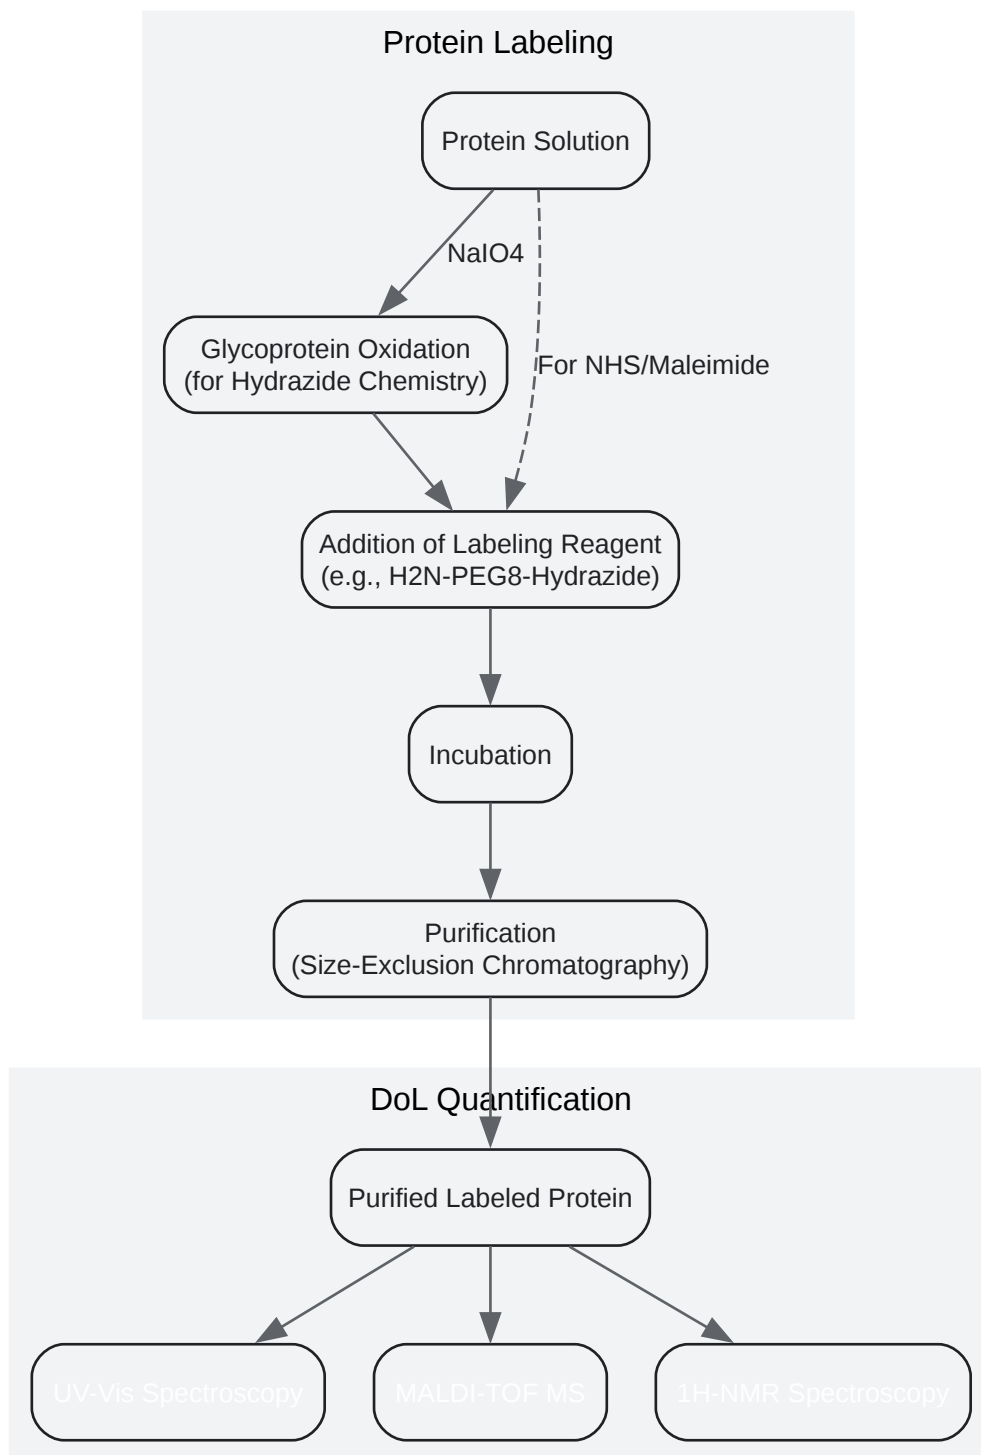 Protein Labeling
Protein Solution
NaIO4
Glycoprotein Oxidation
(for Hydrazide Chemistry)
For NHS/Maleimide
Addition of Labeling Reagent
(e.g., H2N-PEG8-Hydrazide)
Incubation
Purification
(Size-Exclusion Chromatography)
DoL Quantification
Purified Labeled Protein
UV-Vis Spectroscopy
MALDI-TOF MS
1H-NMR Spectroscopy